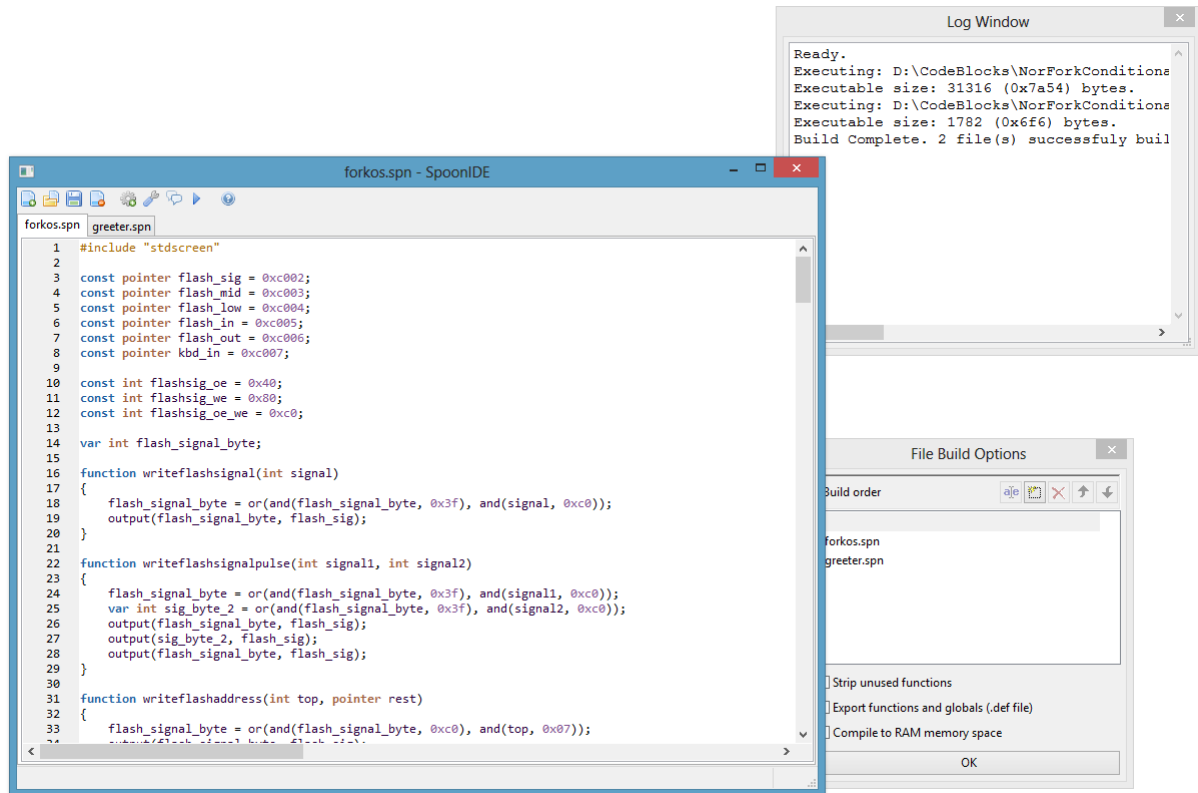 Log Window
Ready.
Executing: D:\CodeBlocks\NorForkConditiona
Executable size: 31316 (0x7a54) bytes.
Executing: D:\CodeBlocks\NorForkConditiona
Executable size: 1782 (0x6f6) bytes.
Build Complete. 2 file(s) successfuly buil
forkos.spn - SpoonIDE
forkos.spn greeter.spn
1 #include "stdscreen"
2
3 const pointer flash_sig = 0xc002;
4 const pointer flash_mid = 0xc003;
5 const pointer flash_low = 0xc004;
6 const pointer flash_in = 0xc005;
7 const pointer flash_out = 0xc006;
8 const pointer kbd_in = 0xc007;
9
10 const int flashsig_oe = 0x40;
11 const int flashsig_we = 0x80;
12 const int flashsig_oe_we = 0xc0;
13
14 var int flash_signal_byte;
15
16 function writeflashsignal(int signal)
17 {
18 flash_signal_byte = or(and(flash_signal_byte, 0x3f), and(signal, 0xc0));
19 output(flash_signal_byte, flash_sig);
20 }
21
22 function writeflashsignalpulse(int signal1, int signal2)
23 {
24 flash_signal_byte = or(and(flash_signal_byte, 0x3f), and(signal1, 0xc0));
25 var int sig_byte_2 = or(and(flash_signal_byte, 0x3f), and(signal2, 0xc0));
26 output(flash_signal_byte, flash_sig);
27 output(sig_byte_2, flash_sig);
28 output(flash_signal_byte, flash_sig);
29 }
30
31 function writeflashaddress(int top, pointer rest)
32 {
33 flash_signal_byte = or(and(flash_signal_byte, 0xc0), and(top, 0x07));
File Build Options
Build order
forkos.spn
greeter.spn
Strip unused functions
Export functions and globals (.def file)
Compile to RAM memory space
OK